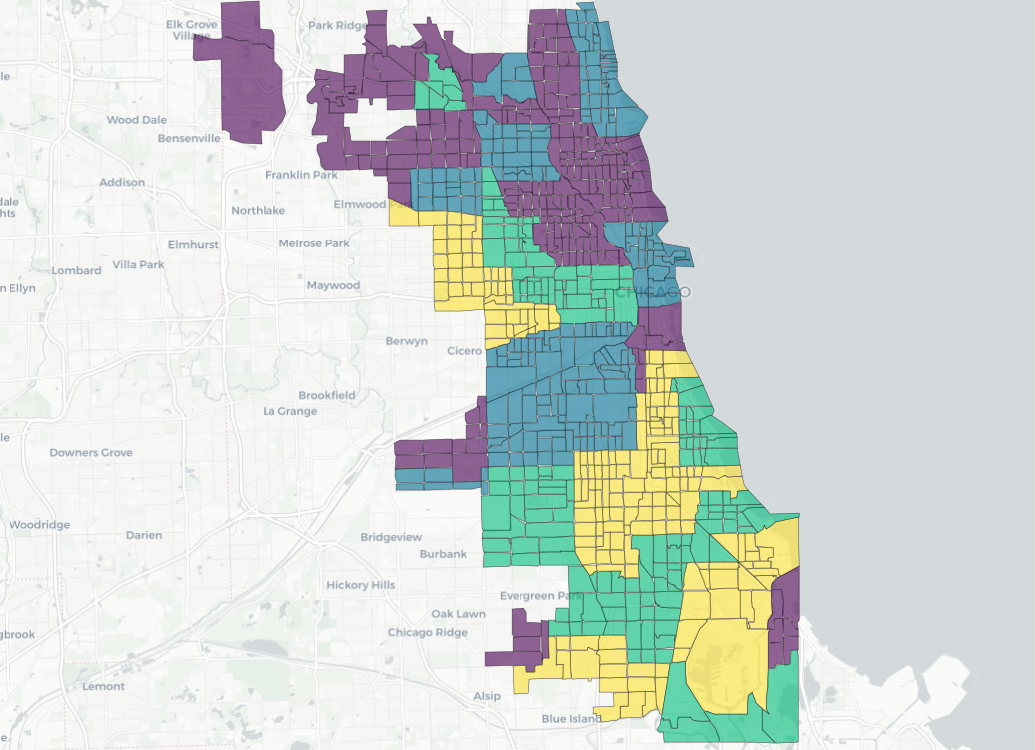 Elk Grove
Village
Park Ridge
Wood Dale
Bensenville
Franklin Park
Addison
Elmwood Park
Northlake
Elmhurst
Melrose Park
Villa Park
Lombard
Maywood
CHICAGO
Berwyn
Cicero
Brookfield
La Grange
Downers Grove
Woodridge
Darien
Bridgeview
Burbank
Hickory Hills
Evergreen Park
Oak Lawn
Chicago Ridge
Lemont
Alsip
Blue Island